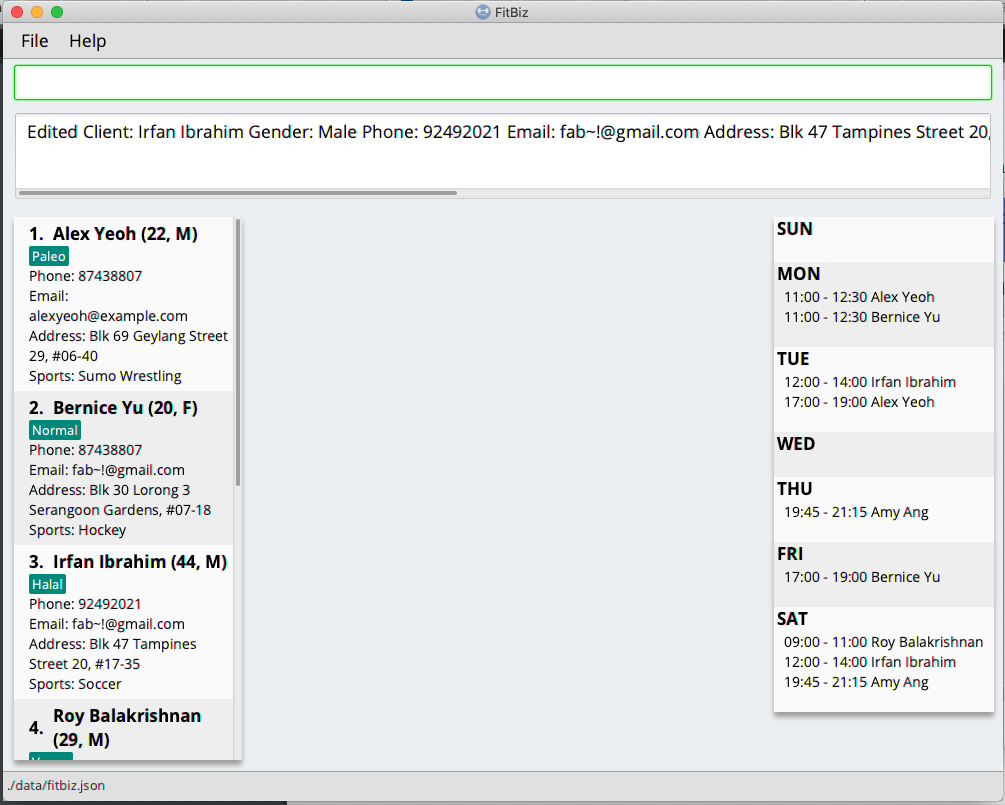 FitBiz
File Help
Edited Client: Irfan Ibrahim Gender: Male Phone: 92492021 Email: fab~!@gmail.com Address: Blk 47 Tampines Street 20,
1. Alex Yeoh (22, M)
Paleo
Phone: 87438807
Email:
alexyeoh@example.com
Address: Blk 69 Geylang Street
29, #06-40
Sports: Sumo Wrestling
2. Bernice Yu (20, F)
Normal
Phone: 87438807
Email: fab~!@gmail.com
Address: Blk 30 Lorong 3
Serangoon Gardens, #07-18
Sports: Hockey
3. Irfan Ibrahim (44, M)
Halal
Phone: 92492021
Email: fab~!@gmail.com
Address: Blk 47 Tampines
Street 20, #17-35
Sports: Soccer
4. Roy Balakrishnan
(29, M)
SUN
MON
11:00 - 12:30 Alex Yeoh
11:00 - 12:30 Bernice Yu
TUE
12:00 - 14:00 Irfan Ibrahim
17:00 - 19:00 Alex Yeoh
WED
THU
19:45 - 21:15 Amy Ang
FRI
17:00 - 19:00 Bernice Yu
SAT
09:00 - 11:00 Roy Balakrishnan
12:00 - 14:00 Irfan Ibrahim
19:45 - 21:15 Amy Ang
./data/fitbiz.json